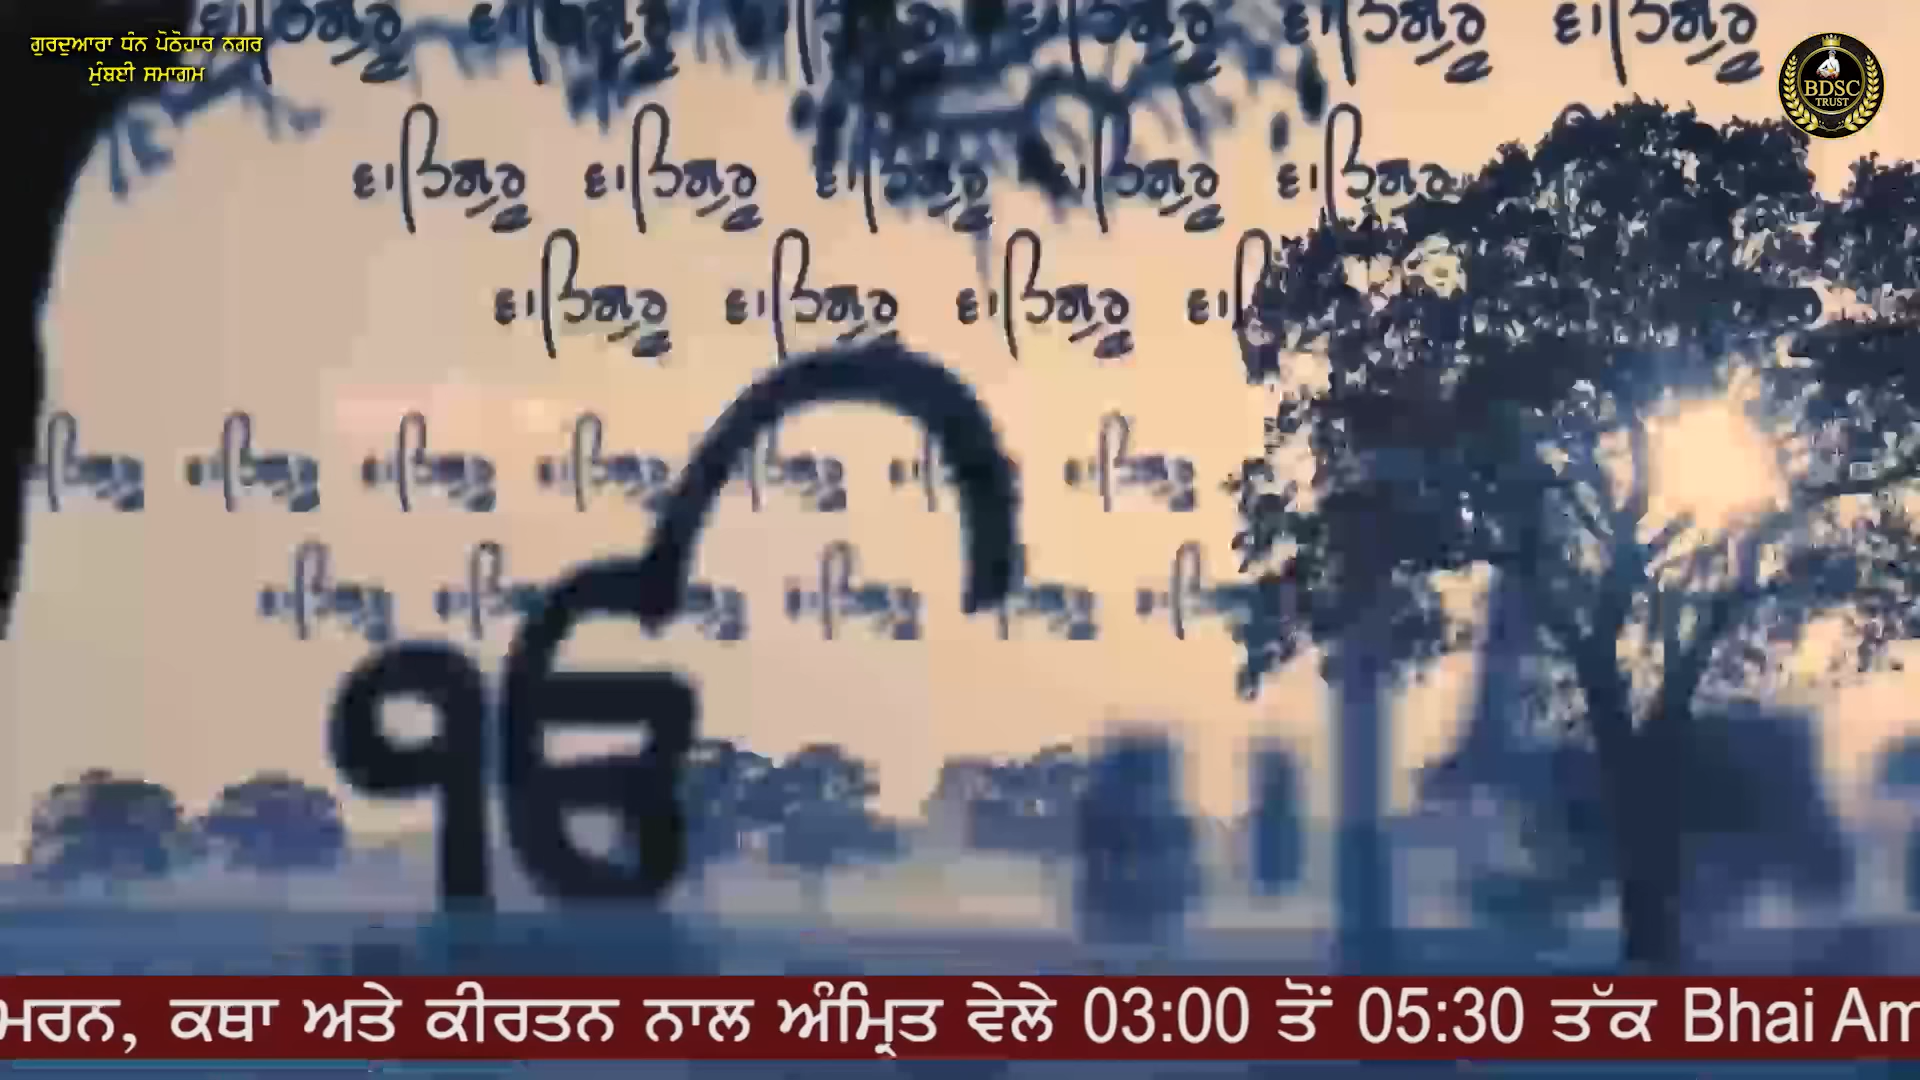 ਗੁਰਦੁਆਰਾ ਧੰਨ ਪੋਠੋਹਾਰ ਨਗਰ
ਮੁੰਬਈ ਸਮਾਗਮ
BDSC
TRUST
ਵਾਹਿਗੁਰੂ ਵਾਹਿਗੁਰੂ ਵਾਹਿਗੁਰੂ ਵਾਹਿਗੁਰੂ ਵਾਹਿਗੁਰੂ ਵਾਹਿਗੁਰੂ
ਵਾਹਿਗੁਰੂ ਵਾਹਿਗੁਰੂ ਵਾਹਿਗੁਰੂ ਵਾਹਿਗੁਰੂ ਵਾਹਿਗੁਰੂ
ਵਾਹਿਗੁਰੂ ਵਾਹਿਗੁਰੂ ਵਾਹਿਗੁਰੂ
ਵਾਹਿਗੁਰੂ ਵਾਹਿਗੁਰੂ ਵਾਹਿਗੁਰੂ ਵਾਹਿਗੁਰੂ ਵਾਹਿਗੁਰੂ ਵਾਹਿਗੁਰੂ
ਵਾਹਿਗੁਰੂ ਵਾਹਿਗੁਰੂ ਵਾਹਿਗੁਰੂ
ੴ
ਮਰਨ, ਕਥਾ ਅਤੇ ਕੀਰਤਨ ਨਾਲ ਅੰਮ੍ਰਿਤ ਵੇਲੇ 03:00 ਤੋਂ 05:30 ਤੱਕ Bhai Am